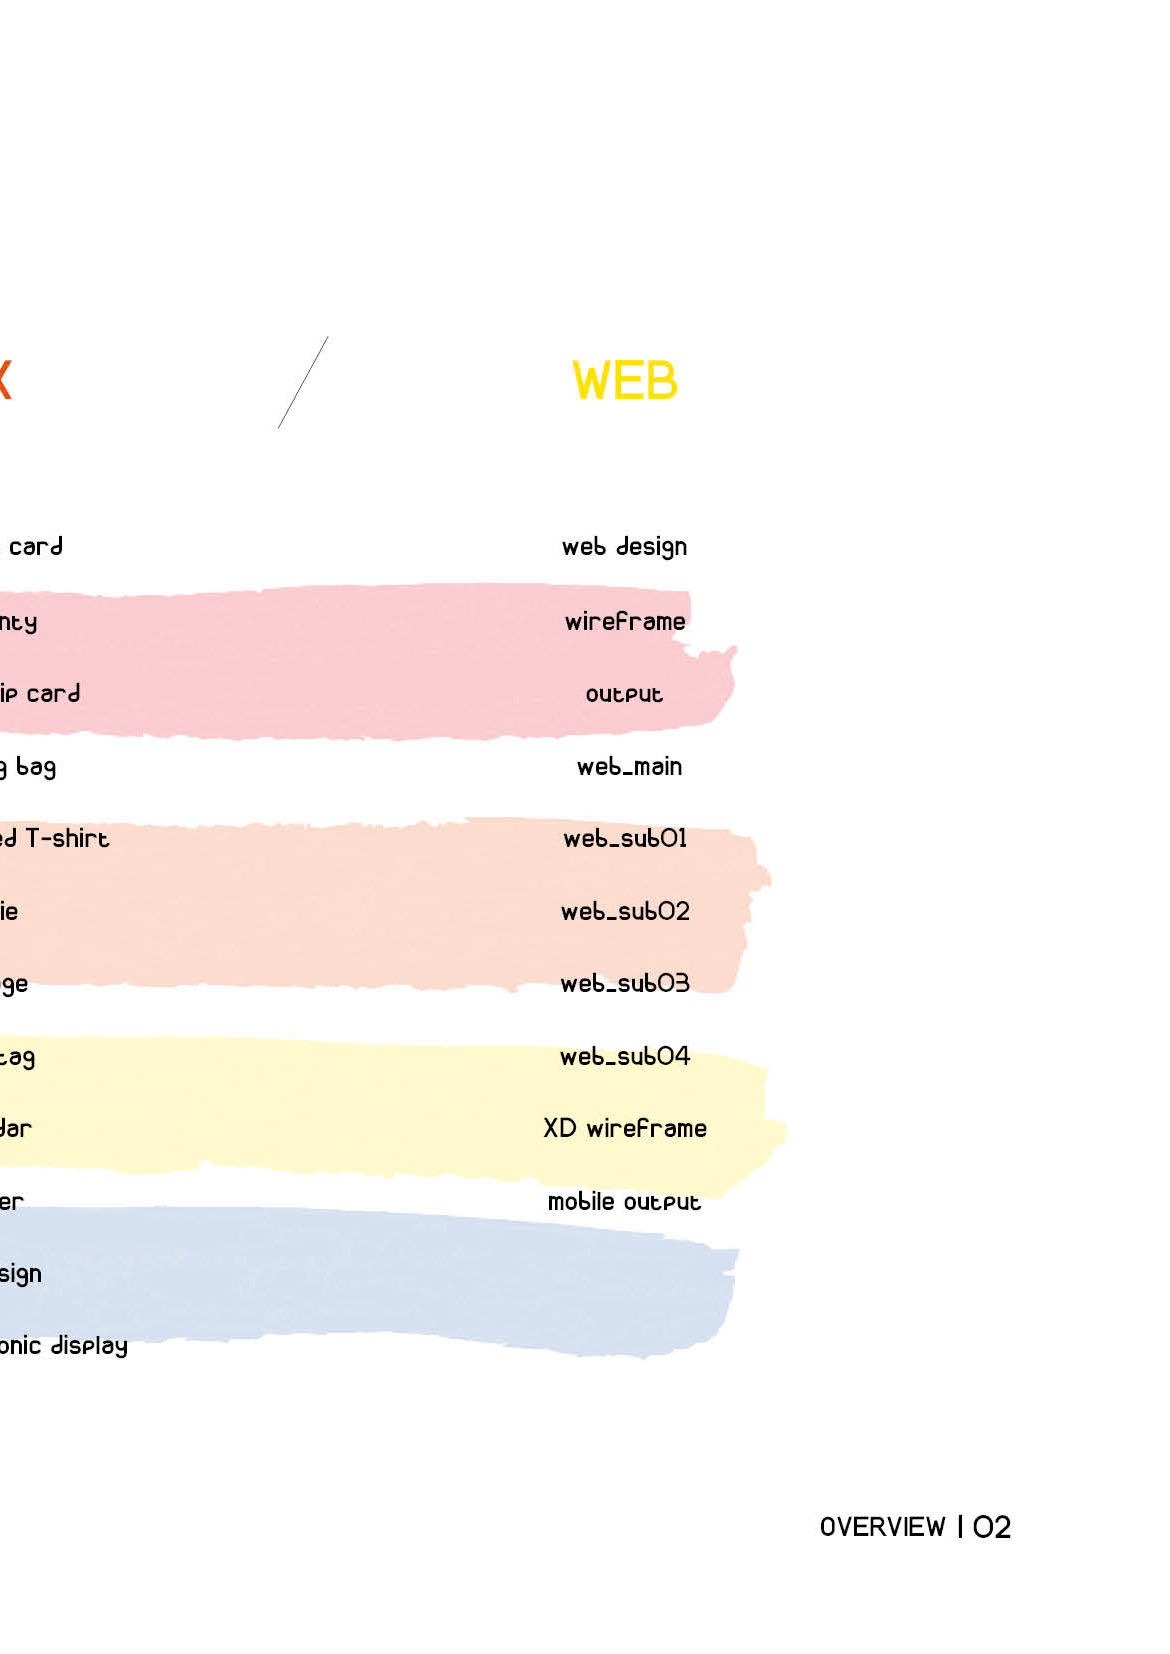 X / WEB
card
nty
ip card
g bag
ed T-shirt
ie
ge
tag
dar
er
sign
onic display
web design
wireframe
output
web_main
web_sub01
web_sub02
web_sub03
web_sub04
XD wireframe
mobile output
OVERVIEW | 02